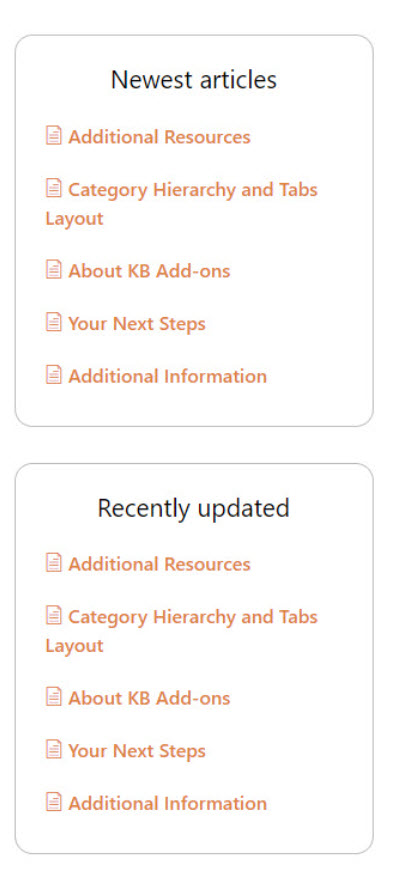 Newest articles
Additional Resources
Category Hierarchy and Tabs
Layout
About KB Add-ons
Your Next Steps
Additional Information
Recently updated
Additional Resources
Category Hierarchy and Tabs
Layout
About KB Add-ons
Your Next Steps
Additional Information